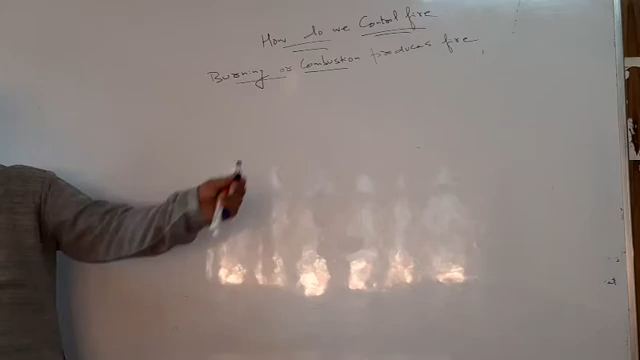 How do we Control fire
Burning or Combustion produces fire